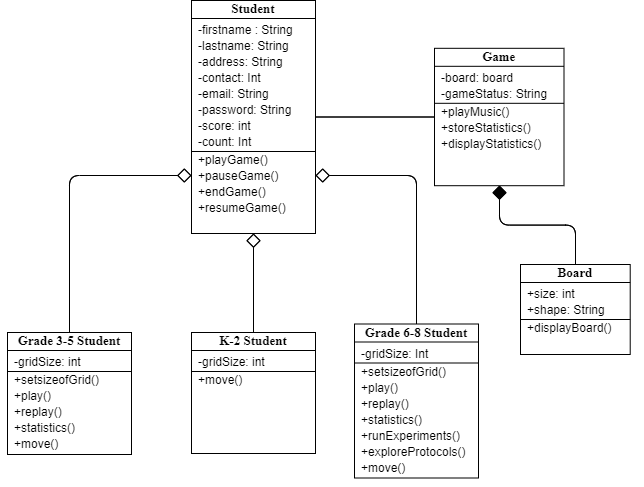 Student
-firstname : String
-lastname: String
-address: String
-contact: Int
-email: String
-password: String
-score: int
-count: Int
+playGame()
+pauseGame()
+endGame()
+resumeGame()
Game
-board: board
-gameStatus: String
+playMusic()
+storeStatistics()
+displayStatistics()
Board
+size: int
+shape: String
+displayBoard()
Grade 3-5 Student
-gridSize: int
+setsizeofGrid()
+play()
+replay()
+statistics()
+move()
K-2 Student
-gridSize: int
+move()
Grade 6-8 Student
-gridSize: Int
+setsizeofGrid()
+play()
+replay()
+statistics()
+runExperiments()
+exploreProtocols()
+move()